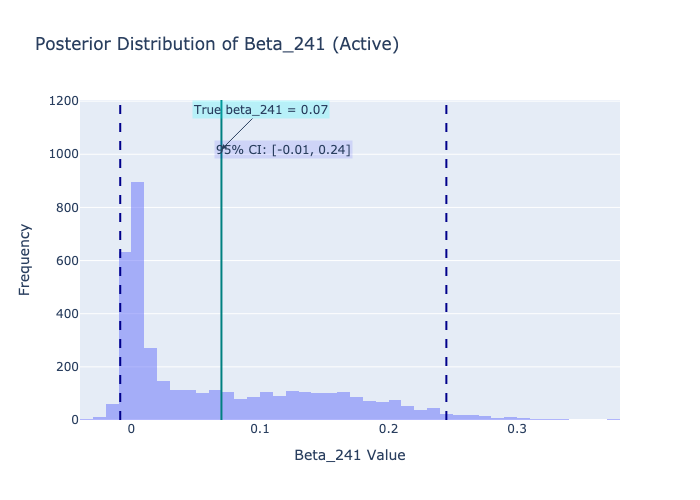 Posterior Distribution of Beta_241 (Active)
True beta_241 = 0.07
95% CI: [-0.01, 0.24]
1200
1000
800
600
400
200
0
Frequency
0
0.1
0.2
0.3
Beta_241 Value